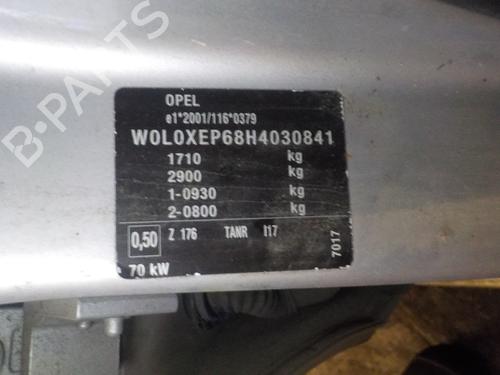 B-PARTS
OPEL
e1*2001/116*0379
W0L0XEP68H4030841
1710 kg
2900 kg
1-0930 kg
2-0800 kg
0,50 Z 176 TANR I17
7017
70 kW